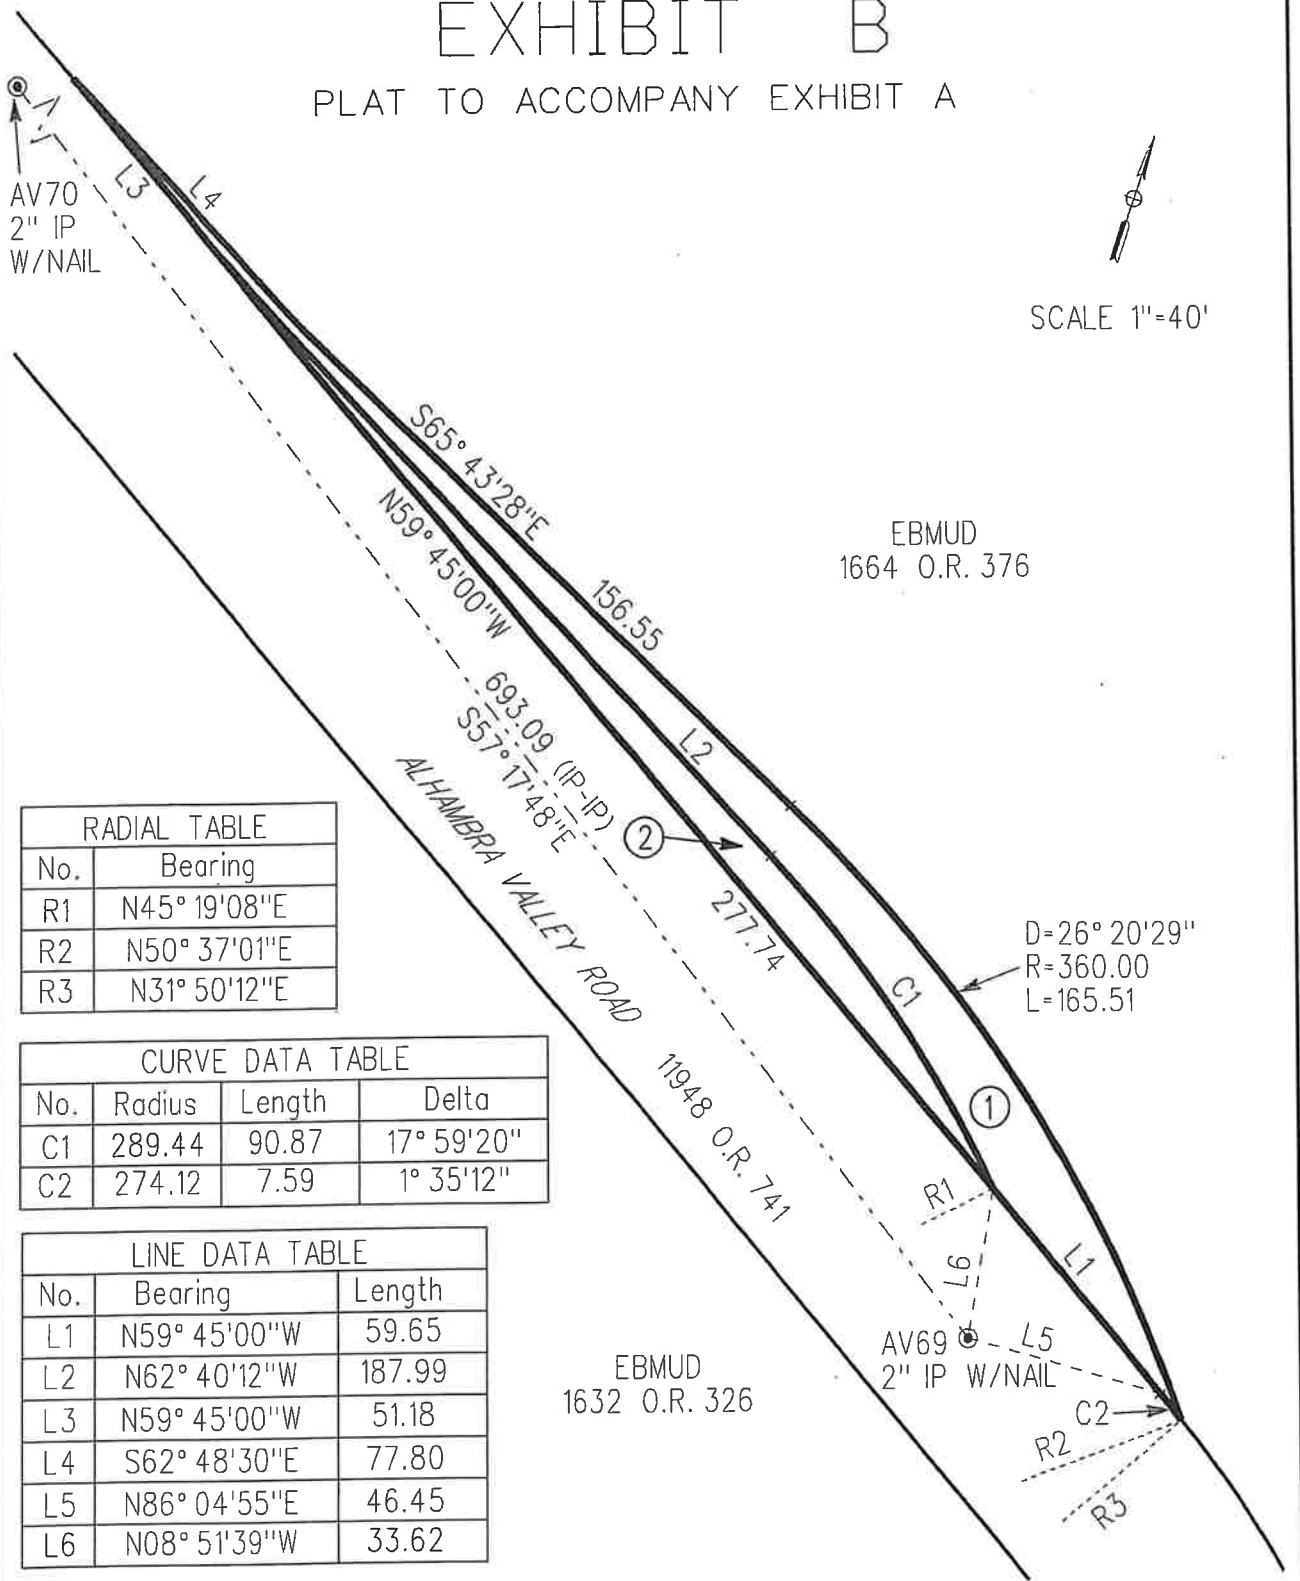 EXHIBIT B
PLAT TO ACCOMPANY EXHIBIT A
AV70
2" IP
W/NAIL
L3
L4
SCALE 1"=40'
S65°43'28"E
156.55
N59°45'00"W
277.74
EBMUD
1664 O.R. 376
693.09 (IP-IP)
S57°17'48"E
L2
2
ALHAMBRA VALLEY ROAD 11948 O.R. 741
C1
D=26°20'29"
R=360.00
L=165.51
1
R1
L6
L1
AV69
2" IP W/NAIL
L5
C2
R2
R3
EBMUD
1632 O.R. 326
RADIAL TABLE
No. Bearing
R1 N45°19'08"E
R2 N50°37'01"E
R3 N31°50'12"E
CURVE DATA TABLE
No. Radius Length Delta
C1 289.44 90.87 17°59'20"
C2 274.12 7.59 1°35'12"
LINE DATA TABLE
No. Bearing Length
L1 N59°45'00"W 59.65
L2 N62°40'12"W 187.99
L3 N59°45'00"W 51.18
L4 S62°48'30"E 77.80
L5 N86°04'55"E 46.45
L6 N08°51'39"W 33.62